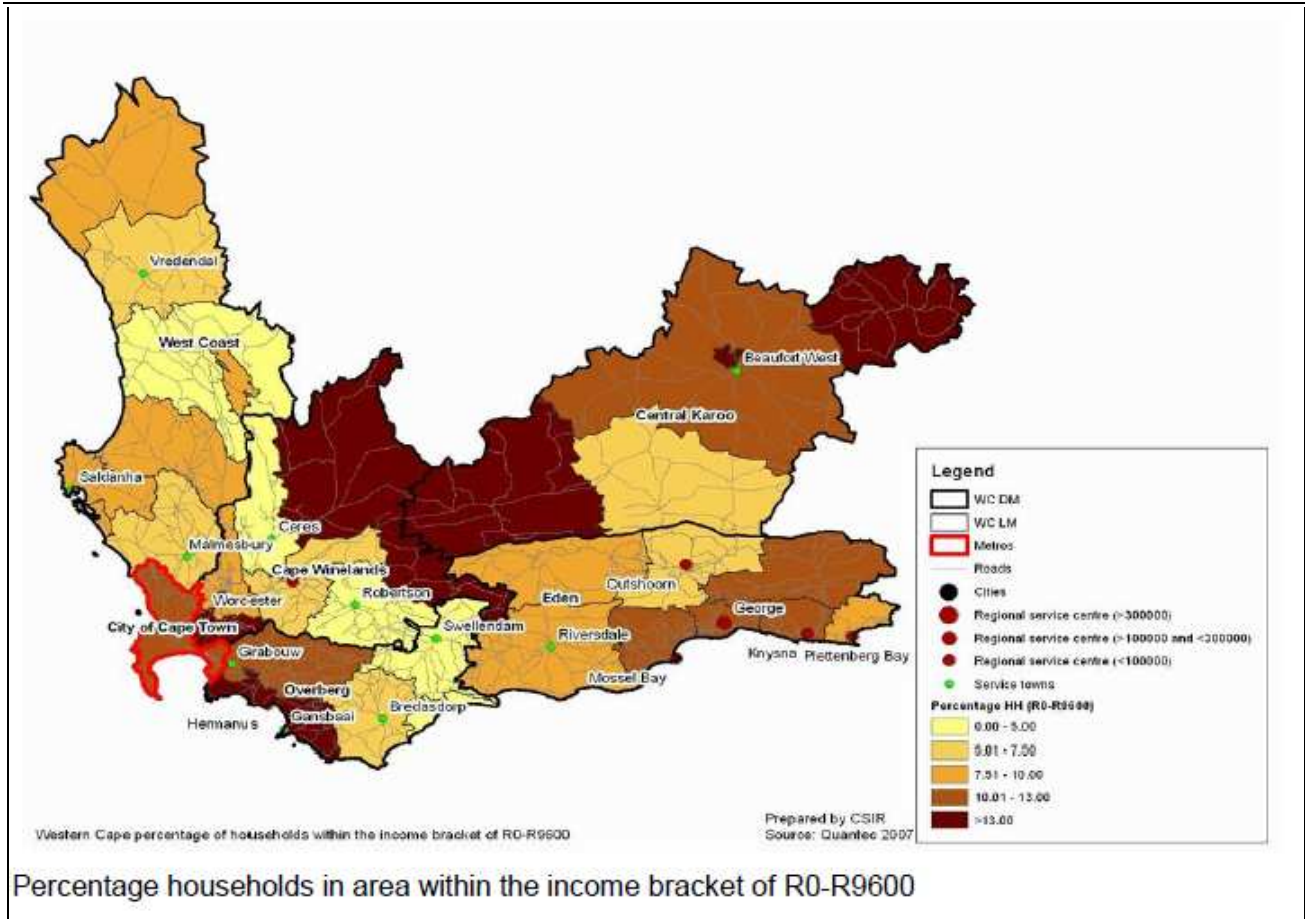 Vredendal
West Coast
Beaufort West
Central Karoo
Saldanha
Ceres
Malmesbury
Cape Winelands
Worcester
Robertson
Outshoorn
Eden
City of Cape Town
Swellendam
George
Riversdale
Grabouw
Knysna Plettenberg Bay
Overberg
Mossel Bay
Hermanus
Gansbaai
Bredasdorp
Legend
WC DM
WC LM
Metros
Roads
Cities
Regional service centre (>300000)
Regional service centre (>100000 and <300000)
Regional service centre (<100000)
Service towns
Percentage HH (R0-R9600)
0.00 - 5.00
5.01 - 7.50
7.51 - 10.00
10.01 - 13.00
>13.00
Western Cape percentage of households within the income bracket of R0-R9600
Prepared by CSIR
Source: Quantec 2007
Percentage households in area within the income bracket of R0-R9600